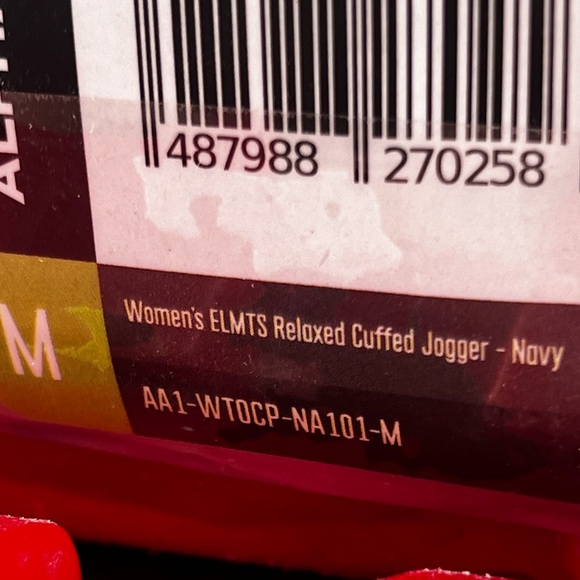 487988 270258
M
Women's ELMTS Relaxed Cuffed Jogger - Navy
AA1-WTOCP-NA101-M